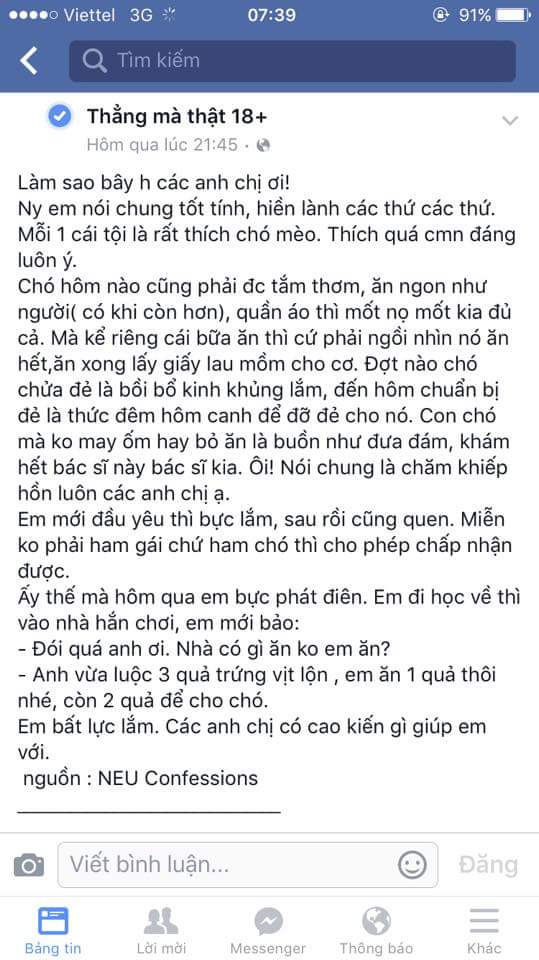 Viettel 3G 07:39 91%
Tìm kiếm
Thẳng mà thật 18+
Hôm qua lúc 21:45 ·
Làm sao bây h các anh chị ơi!
Ny em nói chung tốt tính, hiền lành các thứ các thứ.
Mỗi 1 cái tội là rất thích chó mèo. Thích quá cmn đáng
luôn ý.
Chó hôm nào cũng phải đc tắm thơm, ăn ngon như
người( có khi còn hơn), quần áo thì mốt nọ mốt kia đủ
cả. Mà kể riêng cái bữa ăn thì cứ phải ngồi nhìn nó ăn
hết,ăn xong lấy giấy lau mồm cho cơ. Đợt nào chó
chửa đẻ là bồi bổ kinh khủng lắm, đến hôm chuẩn bị
đẻ là thức đêm hôm canh để đỡ đẻ cho nó. Con chó
mà ko may ốm hay bỏ ăn là buồn như đưa đám, khám
hết bác sĩ này bác sĩ kia. Ôi! Nói chung là chăm khiếp
hồn luôn các anh chị ạ.
Em mới đầu yêu thì bực lắm, sau rồi cũng quen. Miễn
ko phải ham gái chứ ham chó thì cho phép chấp nhận
được.
Ấy thế mà hôm qua em bực phát điên. Em đi học về thì
vào nhà hắn chơi, em mới bảo:
- Đói quá anh ơi. Nhà có gì ăn ko em ăn?
- Anh vừa luộc 3 quả trứng vịt lộn , em ăn 1 quả thôi
nhé, còn 2 quả để cho chó.
Em bất lực lắm. Các anh chị có cao kiến gì giúp em
với.
nguồn : NEU Confessions
______________________________
Viết bình luận... Đăng
Bảng tin Lời mời Messenger Thông báo Khác